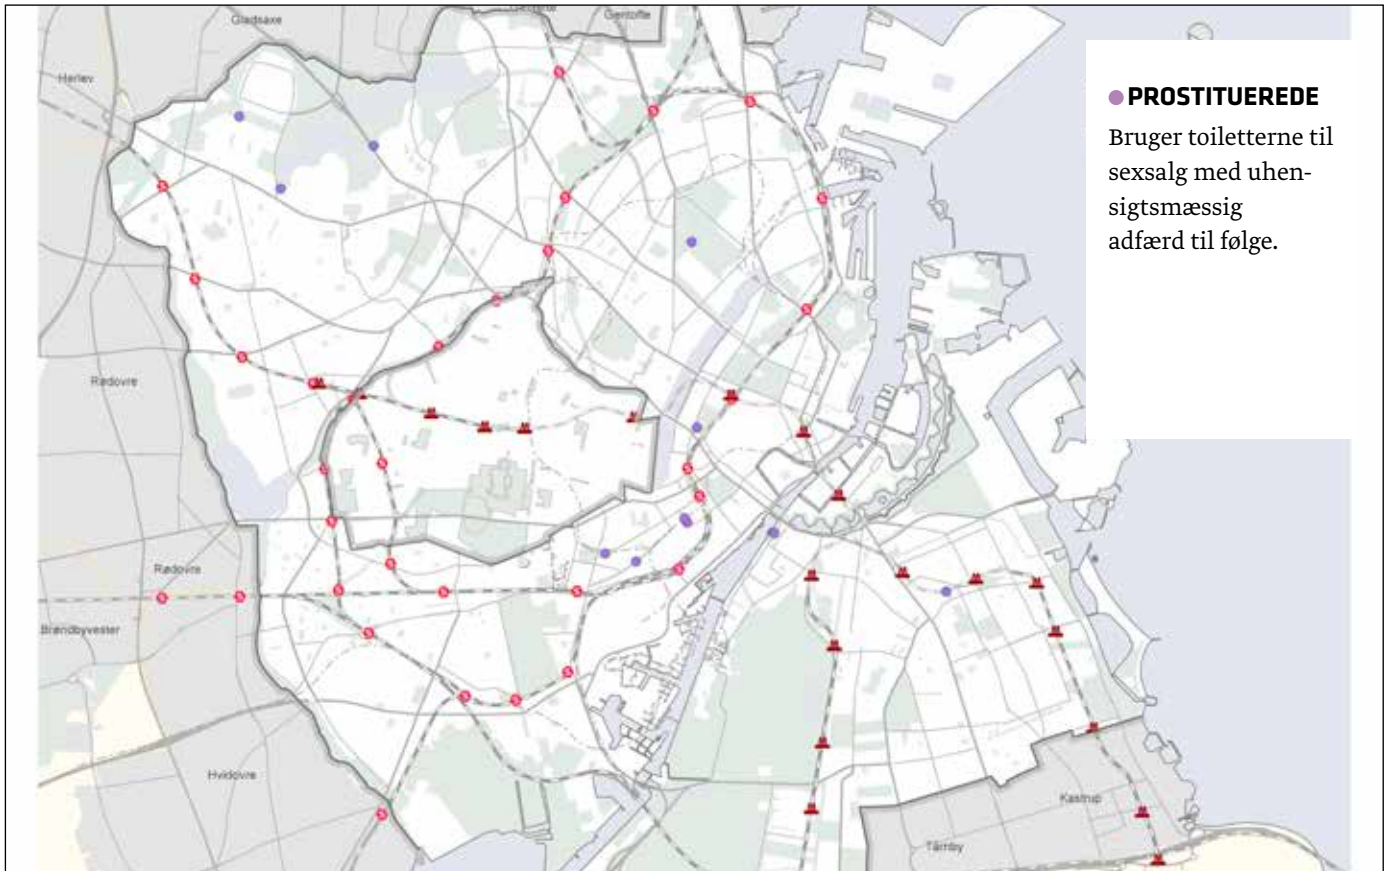 Gladsaxe
Gentofte
Herlev
PROSTITUEREDE
Bruger toiletterne til
sexsalg med uhen-
sigtsmæssig
adfærd til følge.
Rødovre
Rødovre
Brøndbyvester
Hvidovre
Kastrup
Tårnby